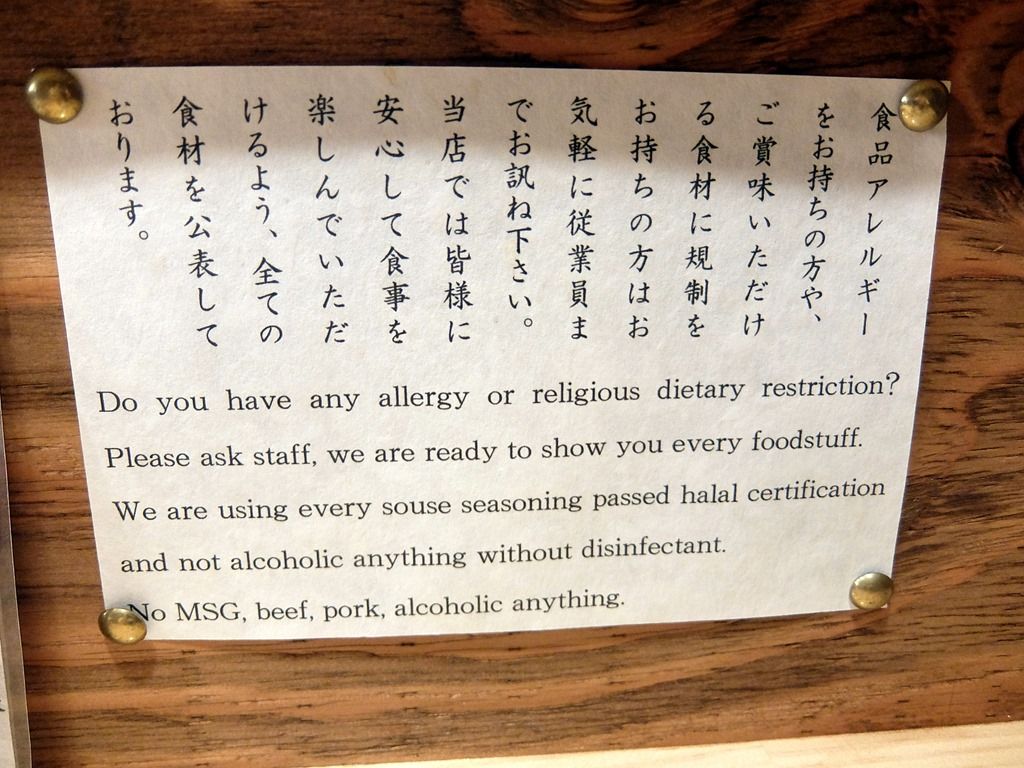 食品アレルギー
をお持ちの方や、
ご賞味いただけ
る食材に規制を
お持ちの方はお
気軽に従業員ま
でお訊ね下さい。
当店では皆様に
安心して食事を
楽しんでいただ
けるよう、全ての
食材を公表して
おります。
Do you have any allergy or religious dietary restriction?
Please ask staff, we are ready to show you every foodstuff.
We are using every souse seasoning passed halal certification
and not alcoholic anything without disinfectant.
No MSG, beef, pork, alcoholic anything.